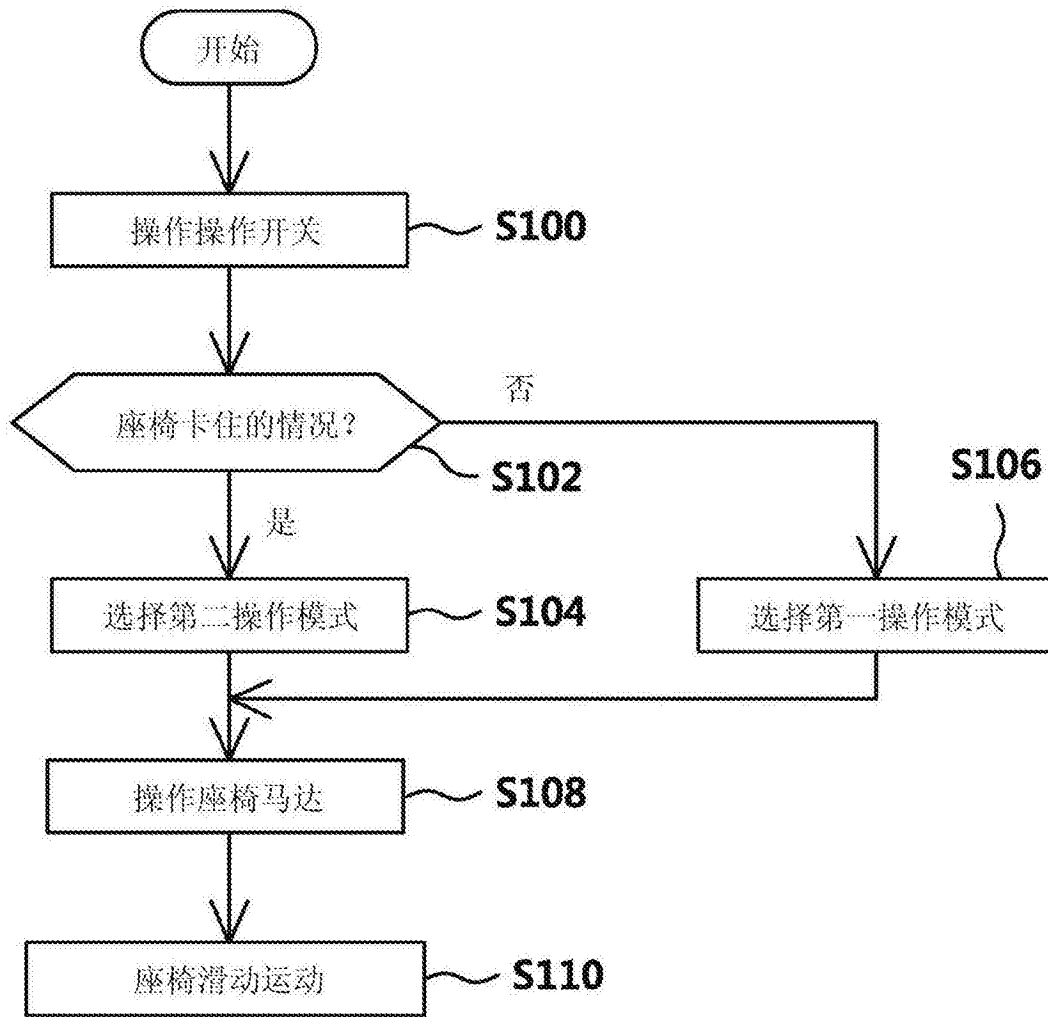 开始
操作操作开关
S100
座椅卡住的情况?
否
S102
S106
是
选择第二操作模式
S104
选择第一操作模式
操作座椅马达
S108
座椅滑动运动
S110